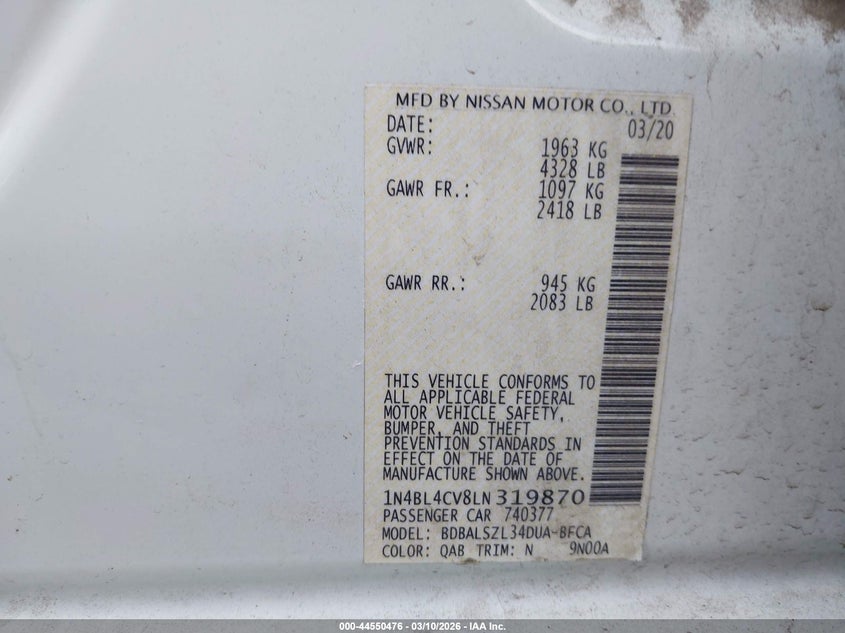 MFD BY NISSAN MOTOR CO., LTD.
DATE: 03/20
GVWR: 1963 KG
4328 LB
GAWR FR.: 1097 KG
2418 LB
GAWR RR.: 945 KG
2083 LB
THIS VEHICLE CONFORMS TO
ALL APPLICABLE FEDERAL
MOTOR VEHICLE SAFETY,
BUMPER, AND THEFT
PREVENTION STANDARDS IN
EFFECT ON THE DATE OF
MANUFACTURE SHOWN ABOVE.
1N4BL4CV8LN319870
PASSENGER CAR 740377
MODEL: BDBALSZL34DUA-BFCA
COLOR: QAB TRIM: N 9N00A
000-44550476 — 03/10/2026 — IAA Inc.